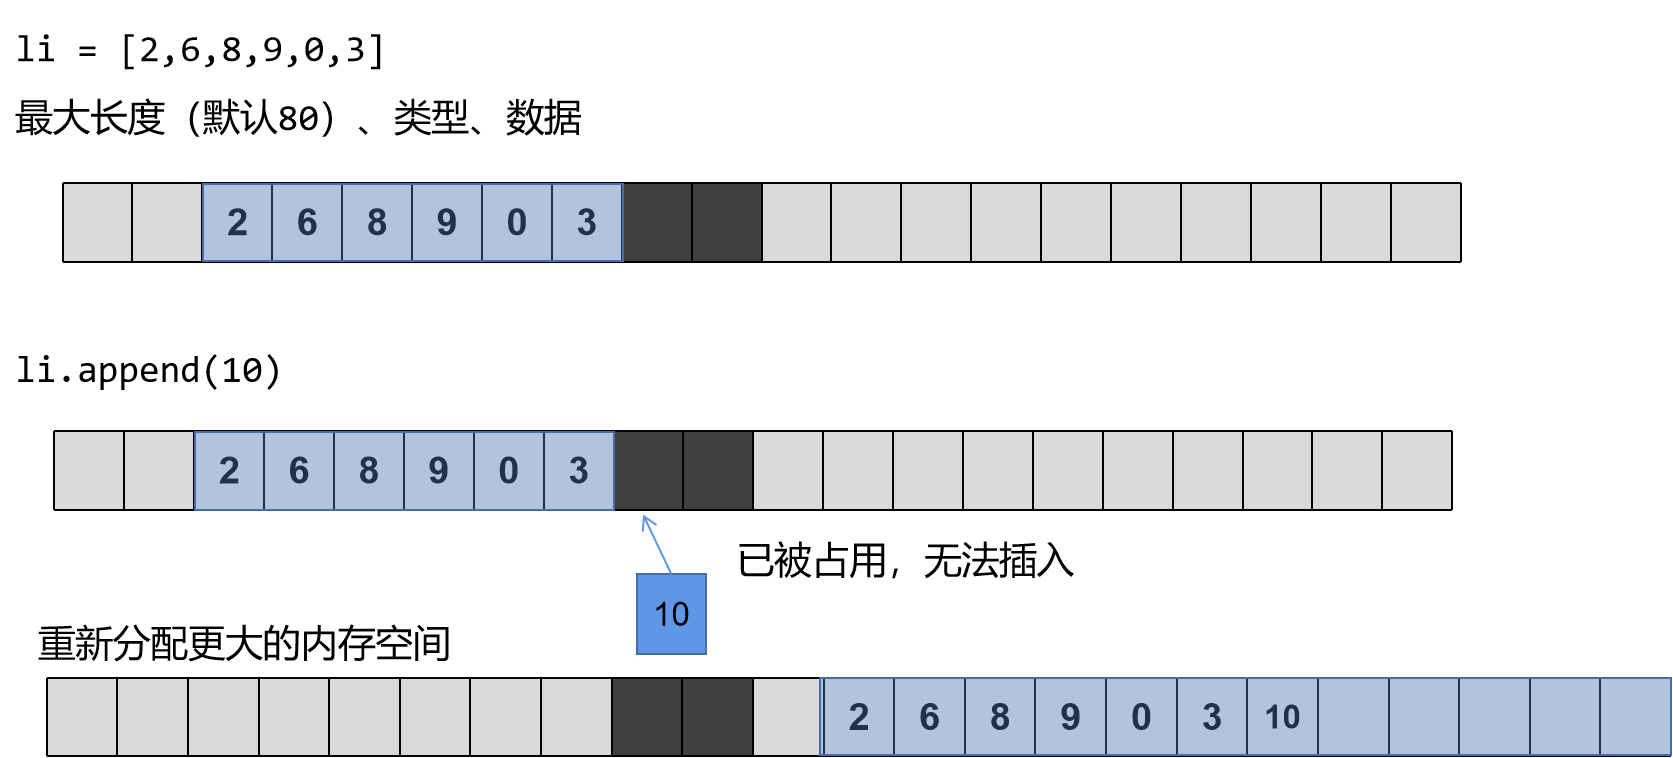 li = [2,6,8,9,0,3]
最大长度（默认80）、类型、数据
2 6 8 9 0 3
li.append(10)
2 6 8 9 0 3
已被占用，无法插入
10
重新分配更大的内存空间
2 6 8 9 0 3 10